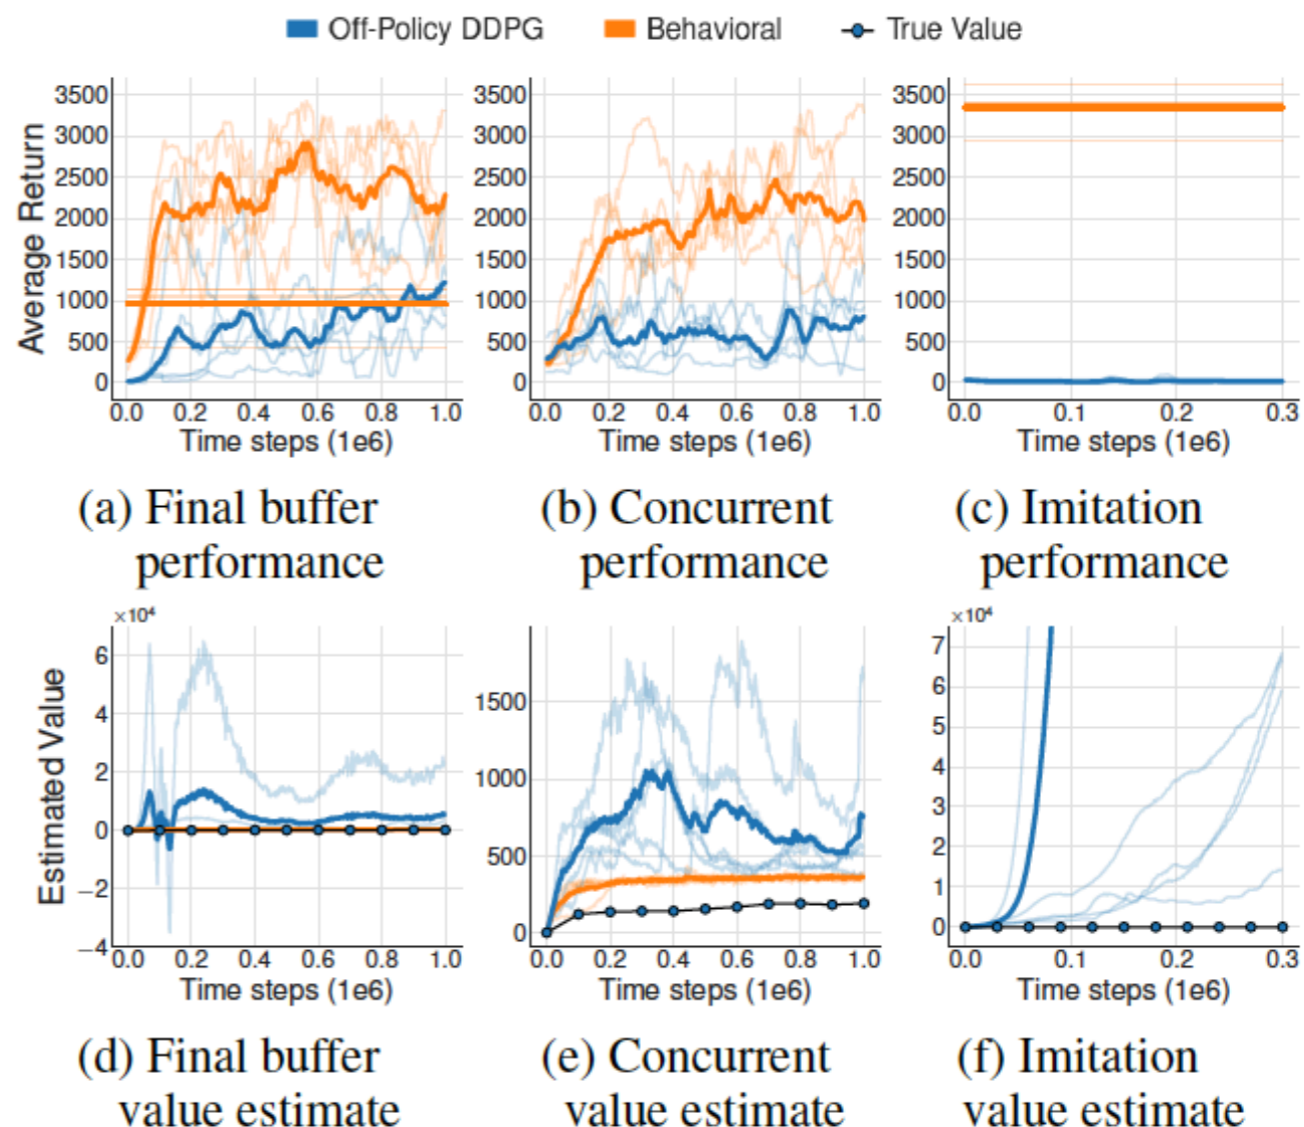 Off-Policy DDPG Behavioral True Value
Average Return
3500 3000 2500 2000 1500 1000 500 0
0.0 0.2 0.4 0.6 0.8 1.0
Time steps (1e6)
3500 3000 2500 2000 1500 1000 500 0
0.0 0.2 0.4 0.6 0.8 1.0
Time steps (1e6)
3500 3000 2500 2000 1500 1000 500 0
0.0 0.1 0.2 0.3
Time steps (1e6)
(a) Final buffer
performance
(b) Concurrent
performance
(c) Imitation
performance
Estimated Value
×10⁴
6 4 2 0 −2 −4
0.0 0.2 0.4 0.6 0.8 1.0
Time steps (1e6)
1500 1000 500 0
0.0 0.2 0.4 0.6 0.8 1.0
Time steps (1e6)
×10⁴
7 6 5 4 3 2 1 0
0.0 0.1 0.2 0.3
Time steps (1e6)
(d) Final buffer
value estimate
(e) Concurrent
value estimate
(f) Imitation
value estimate